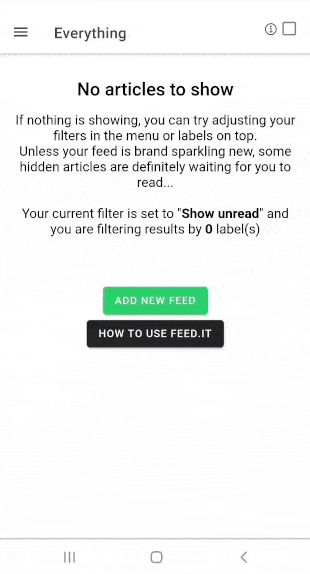 Everything
No articles to show
If nothing is showing, you can try adjusting your
filters in the menu or labels on top.
Unless your feed is brand sparkling new, some
hidden articles are definitely waiting for you to
read...
Your current filter is set to "Show unread" and
you are filtering results by 0 label(s)
ADD NEW FEED
HOW TO USE FEED.IT